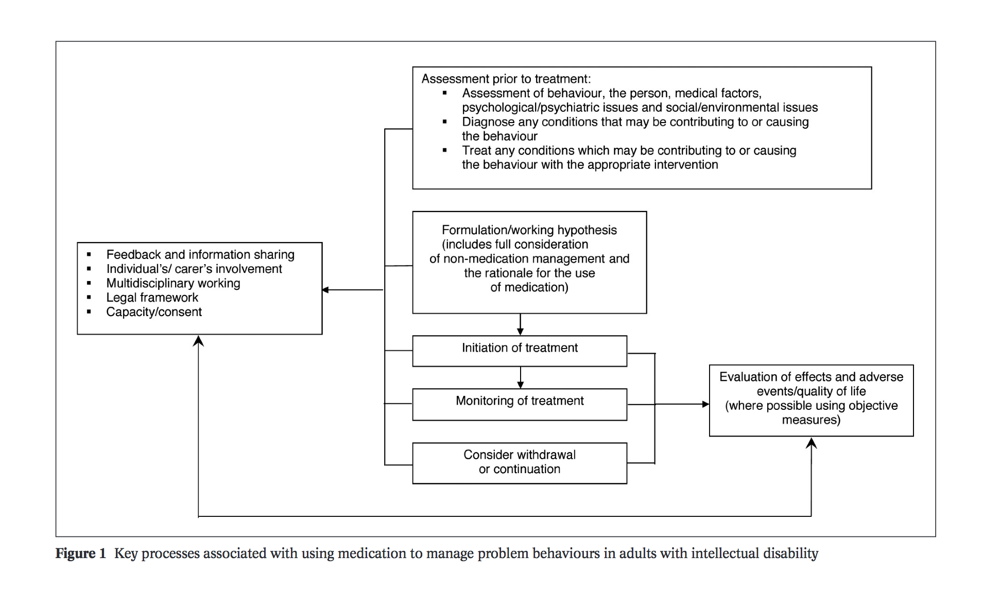 Assessment prior to treatment:
▪ Assessment of behaviour, the person, medical factors,
psychological/psychiatric issues and social/environmental issues
▪ Diagnose any conditions that may be contributing to or causing
the behaviour
▪ Treat any conditions which may be contributing to or causing
the behaviour with the appropriate intervention
Formulation/working hypothesis
(includes full consideration
of non-medication management and
the rationale for the use
of medication)
▪ Feedback and information sharing
▪ Individual’s/ carer’s involvement
▪ Multidisciplinary working
▪ Legal framework
▪ Capacity/consent
Initiation of treatment
Monitoring of treatment
Consider withdrawal
or continuation
Evaluation of effects and adverse
events/quality of life
(where possible using objective
measures)
Figure 1 Key processes associated with using medication to manage problem behaviours in adults with intellectual disability